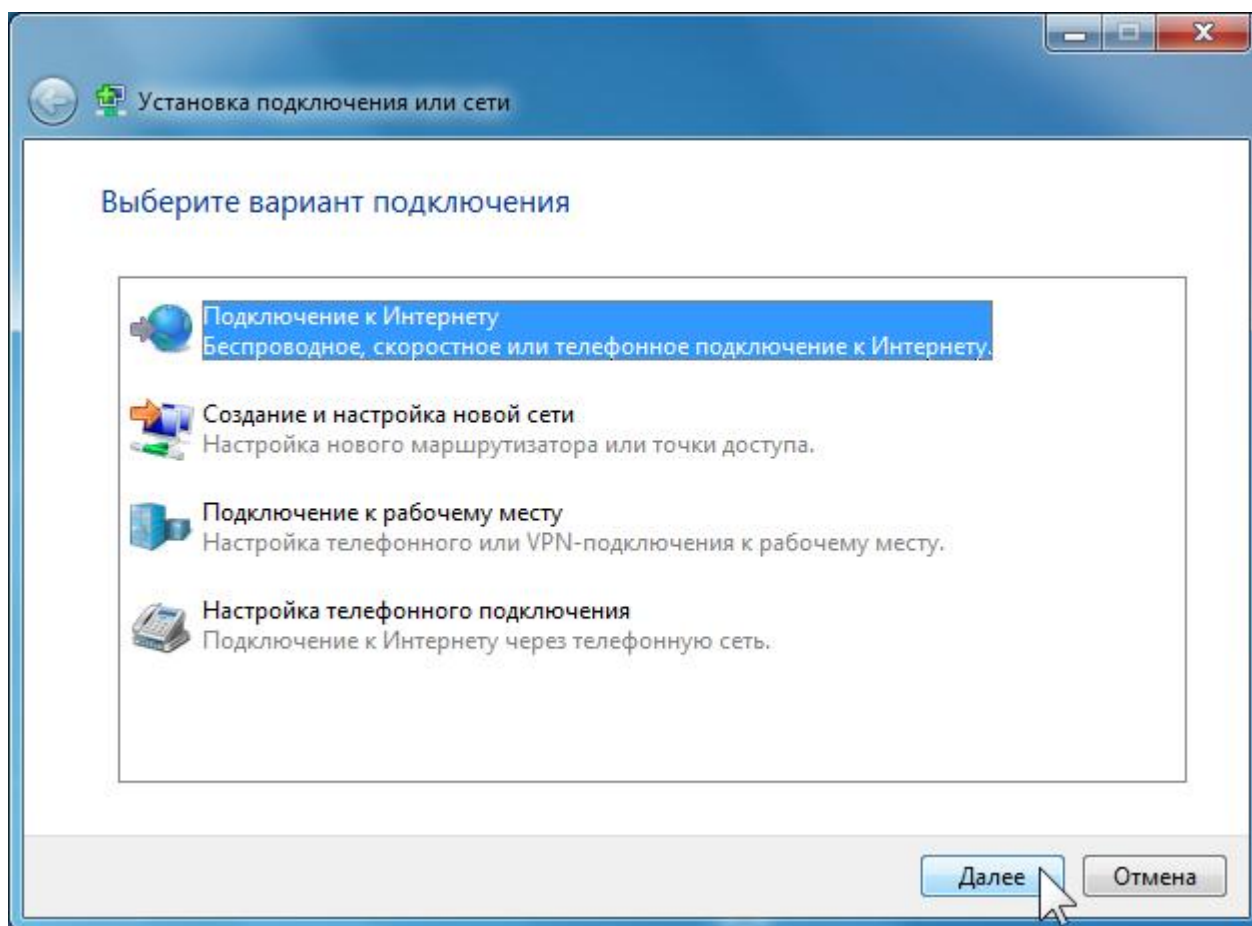 Установка подключения или сети
Выберите вариант подключения
Подключение к Интернету
Беспроводное, скоростное или телефонное подключение к Интернету.
Создание и настройка новой сети
Настройка нового маршрутизатора или точки доступа.
Подключение к рабочему месту
Настройка телефонного или VPN-подключения к рабочему месту.
Настройка телефонного подключения
Подключение к Интернету через телефонную сеть.
Далее
Отмена